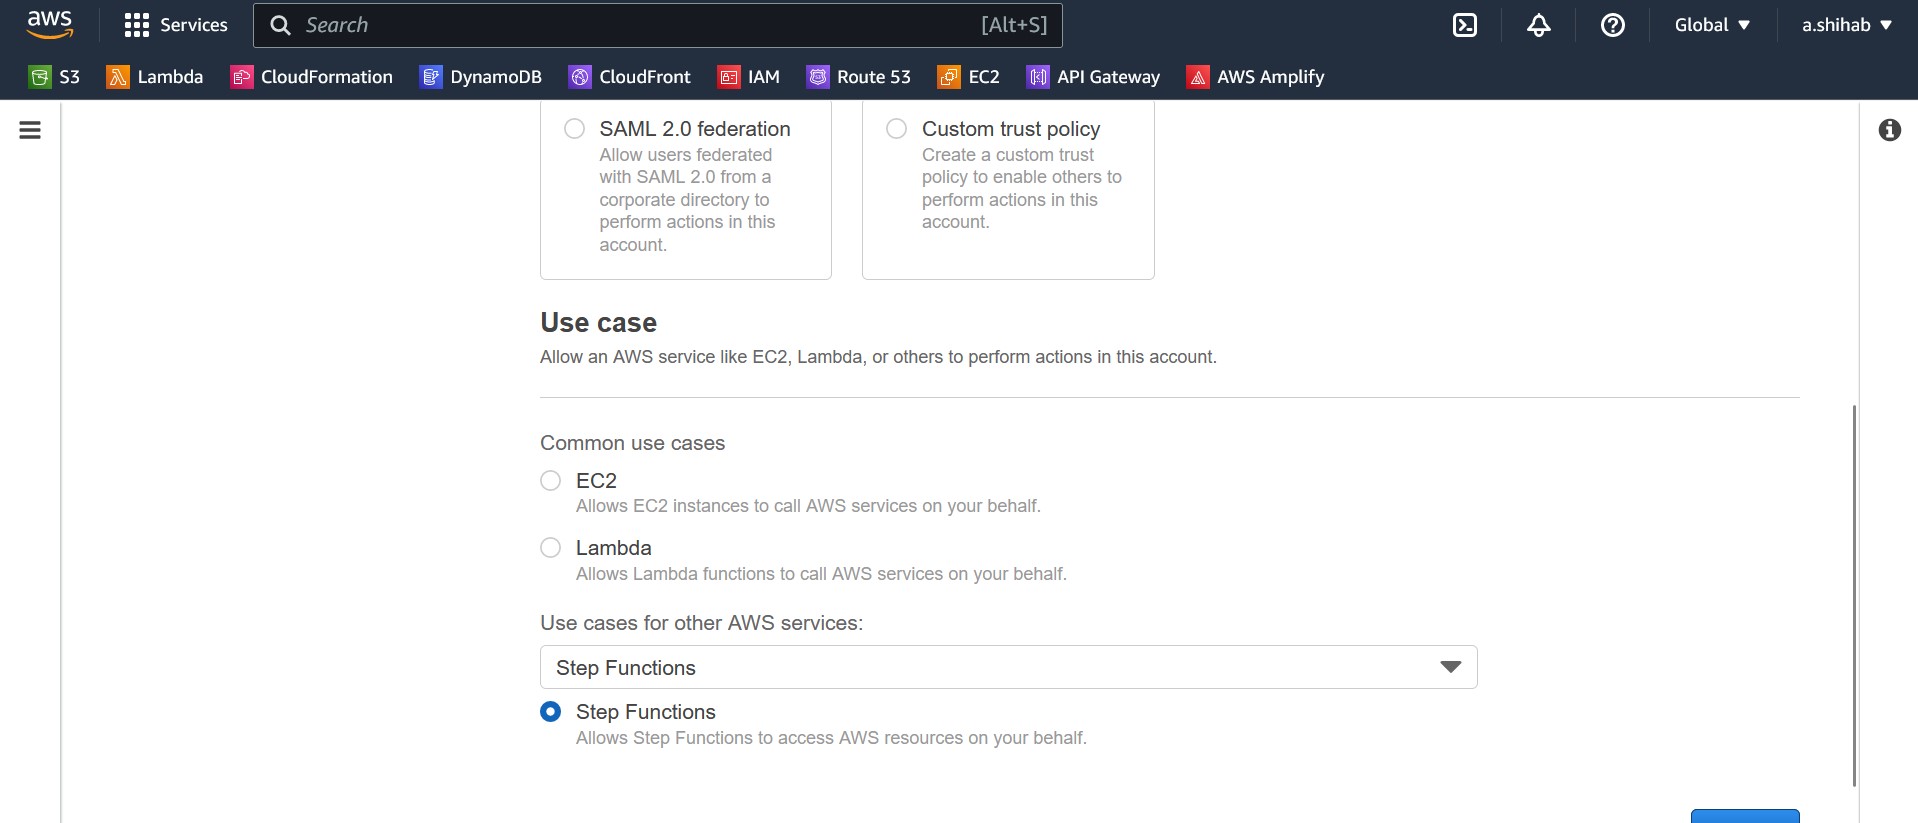 aws
Services
Search
[Alt+S]
Global
a.shihab
S3
Lambda
CloudFormation
DynamoDB
CloudFront
IAM
Route 53
EC2
API Gateway
AWS Amplify
SAML 2.0 federation
Allow users federated
with SAML 2.0 from a
corporate directory to
perform actions in this
account.
Custom trust policy
Create a custom trust
policy to enable others to
perform actions in this
account.
Use case
Allow an AWS service like EC2, Lambda, or others to perform actions in this account.
Common use cases
EC2
Allows EC2 instances to call AWS services on your behalf.
Lambda
Allows Lambda functions to call AWS services on your behalf.
Use cases for other AWS services:
Step Functions
Step Functions
Allows Step Functions to access AWS resources on your behalf.